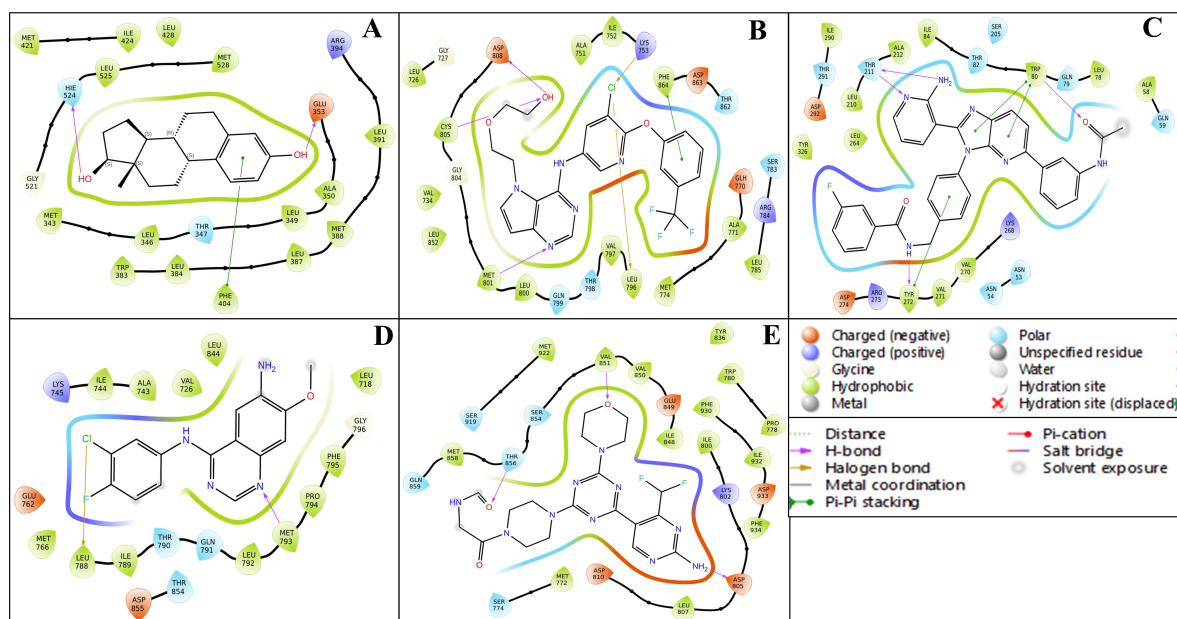 A
MET 421
ILE 424
LEU 428
LEU 525
MET 528
ARG 394
HIE 524
GLU 353
LEU 391
GLY 521
HO
OH
(S)
(R)
(S)
(S)
(S)
MET 343
LEU 346
THR 347
LEU 349
ALA 350
MET 388
LEU 387
TRP 383
LEU 384
PHE 404
B
LEU 726
GLY 727
ASP 808
ALA 751
ILE 752
LYS 753
PHE 864
ASP 863
THR 862
CYS 805
GLY 804
VAL 734
LEU 852
MET 801
LEU 800
GLN 799
THR 798
VAL 797
LEU 796
MET 774
ALA 771
GLH 770
SER 783
ARG 784
LEU 785
OH
O
Cl
O
NH
N
N
N
N
F
F
F
C
ILE 290
THR 291
ASP 292
LEU 210
THR 211
ALA 212
ILE 84
SER 205
THR 82
TRP 80
GLN 79
LEU 78
ALA 58
GLN 59
TYR 326
LEU 264
LYS 268
VAL 270
VAL 271
TYR 272
ARG 273
ASP 274
ASN 54
ASN 53
NH2
N
N
N
N
O
NH
F
O
N
H
D
LYS 745
ILE 744
ALA 743
VAL 726
LEU 844
LEU 718
GLY 796
PHE 795
PRO 794
MET 793
LEU 792
GLN 791
THR 790
ILE 789
LEU 788
MET 766
GLU 762
THR 854
ASP 855
NH2
O
H
N
Cl
F
N
N
E
MET 922
SER 919
VAL 851
VAL 850
GLU 849
ILE 848
SER 854
THR 856
MET 858
GLN 859
TYR 836
TRP 780
PRO 778
PHE 930
ILE 800
ILE 932
LYS 802
ASP 933
PHE 934
ASP 805
LEU 807
ASP 810
MET 772
SER 774
O
N
N
N
N
N
N
NH
O
O
F
F
N
N
NH2
Charged (negative)
Charged (positive)
Glycine
Hydrophobic
Metal
Polar
Unspecified residue
Water
Hydration site
Hydration site (displaced)
Distance
H-bond
Halogen bond
Metal coordination
Pi-Pi stacking
Pi-cation
Salt bridge
Solvent exposure